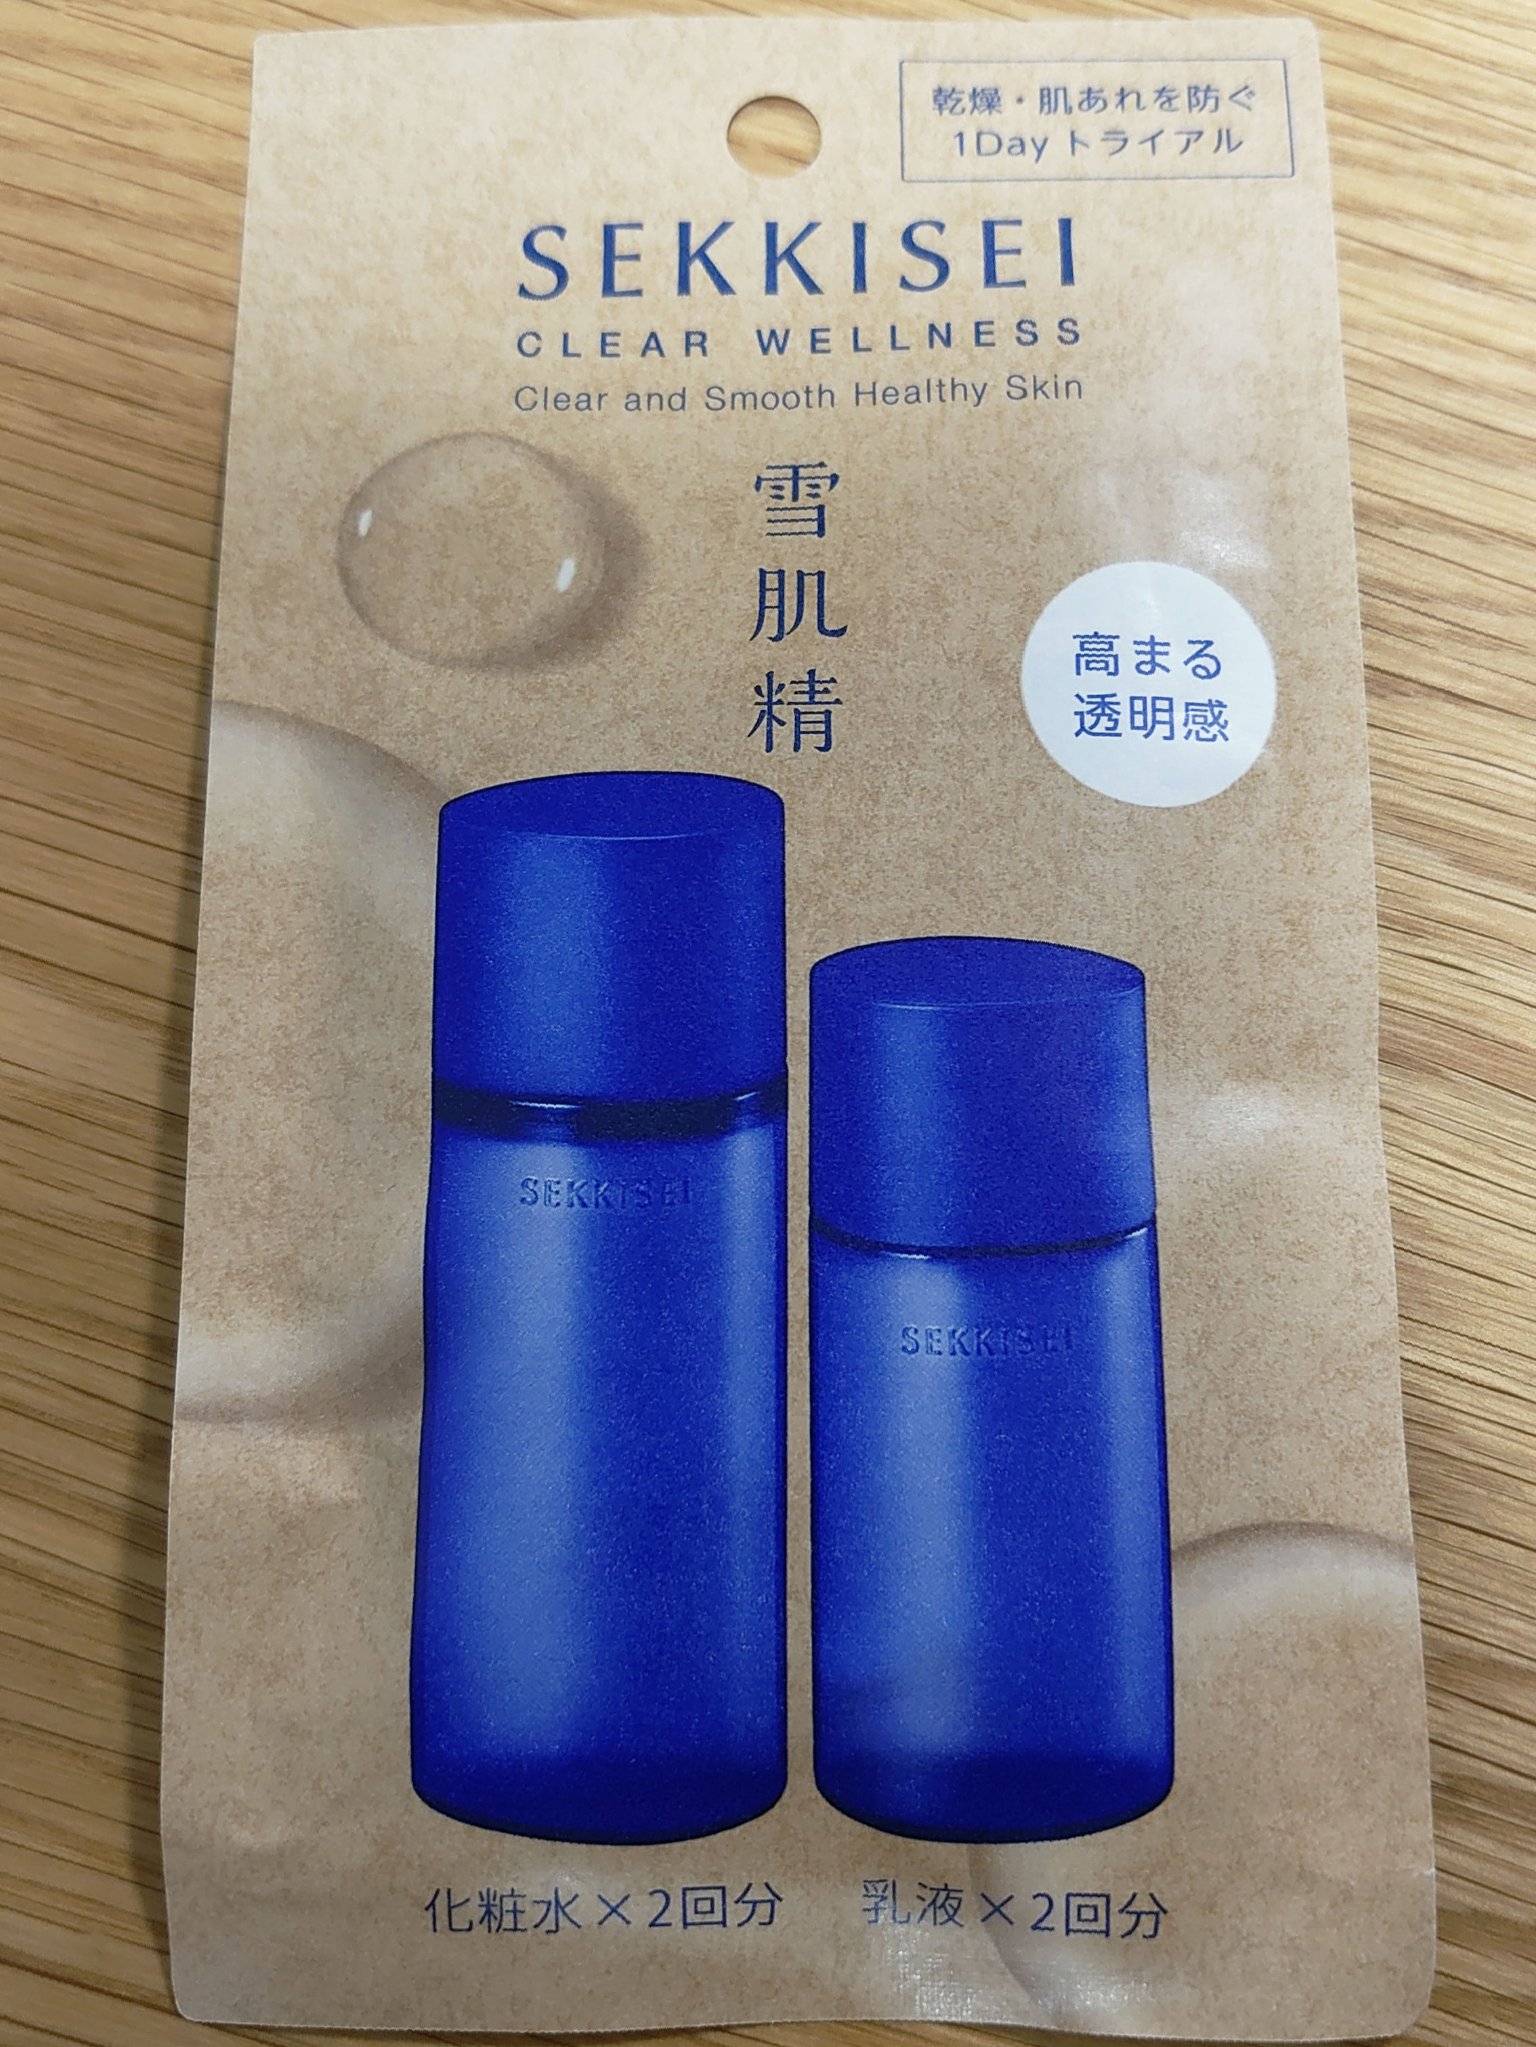 乾燥・肌あれを防ぐ
1Day トライアル
SEKKISEI
CLEAR WELLNESS
Clear and Smooth Healthy Skin
雪肌精
高まる
透明感
SEKKISEI
SEKKISEI
化粧水×2回分
乳液×2回分